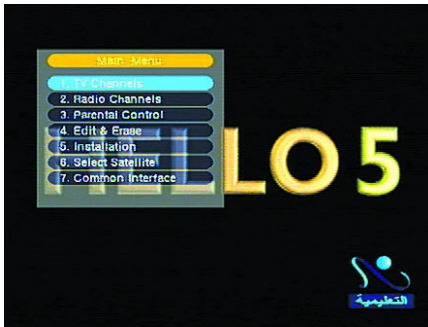 Main Menu
1. TV Channels
2. Radio Channels
3. Parental Control
4. Edit & Erase
5. Installation
6. Select Satellite
7. Common Interface
HELLO 5
التعليمية